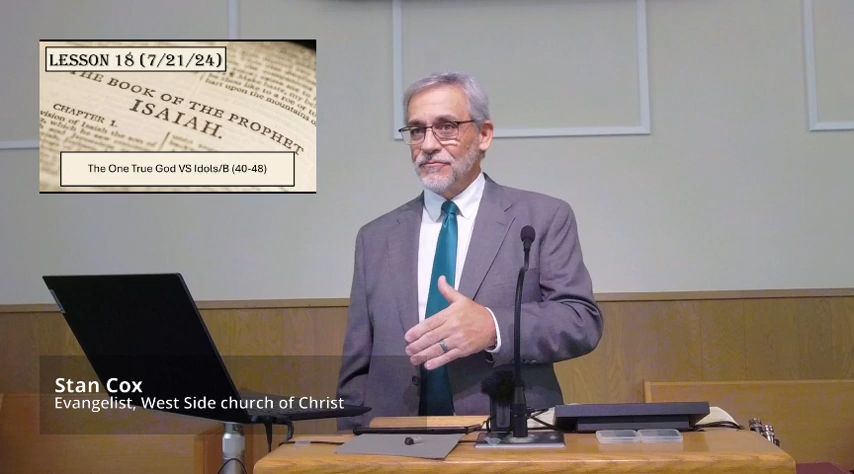 LESSON 18 (7/21/24)
THE BOOK OF THE PROPHET
ISAIAH.
CHAPTER 1.
The One True God VS Idols/B (40-48)
Stan Cox
Evangelist, West Side church of Christ